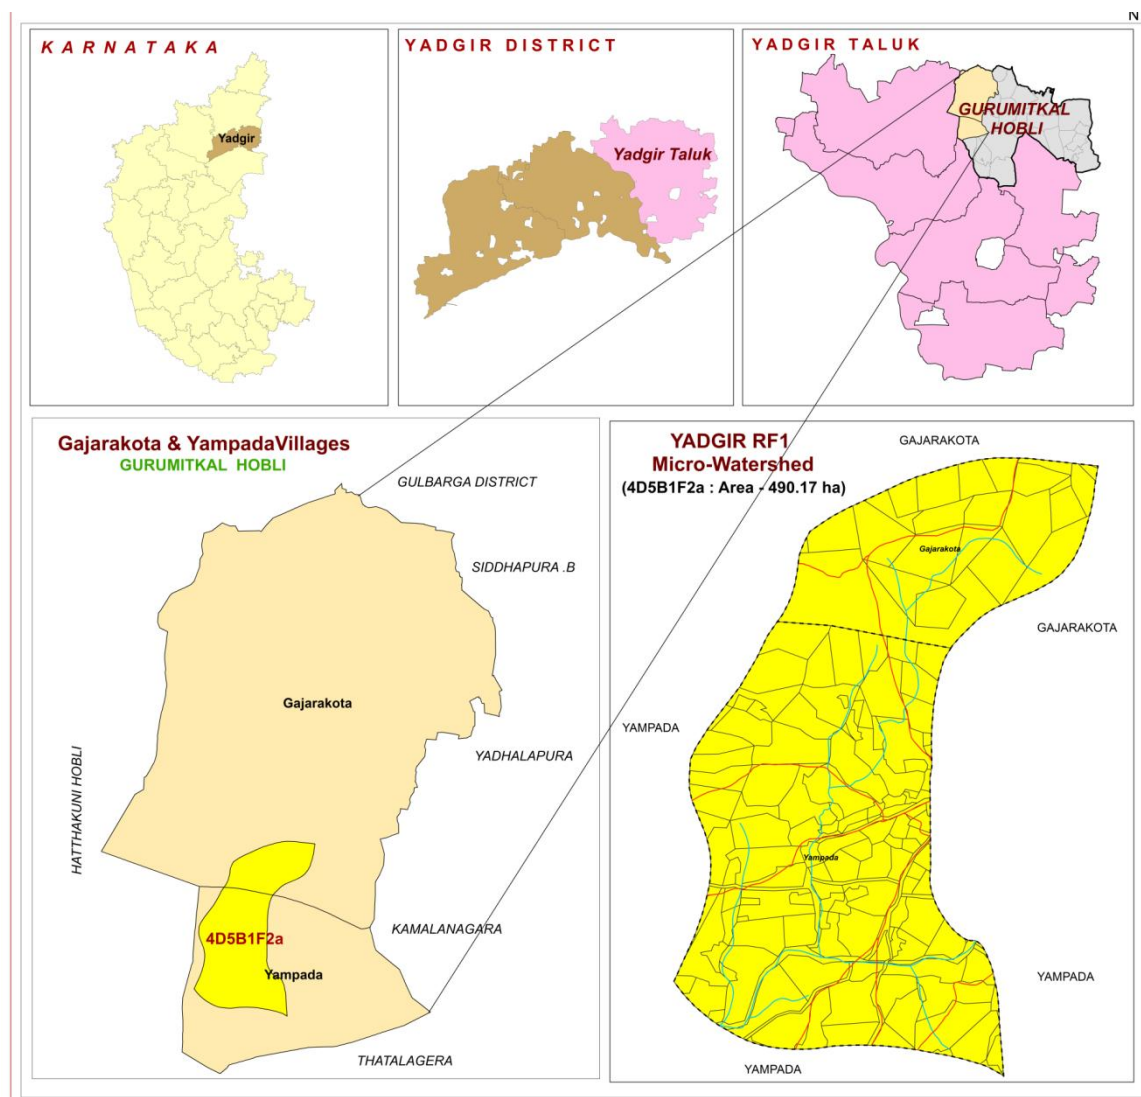 N
K A R N A T A K A
Yadgir
YADGIR DISTRICT
Yadgir Taluk
YADGIR TALUK
GURUMITKAL
HOBLI
Gajarakota & YampadaVillages
GURUMITKAL HOBLI
GULBARGA DISTRICT
SIDDHAPURA .B
Gajarakota
YADHALAPURA
HATTHAKUNI HOBLI
KAMALANAGARA
4D5B1F2a
Yampada
THATALAGERA
YADGIR RF1
Micro-Watershed
(4D5B1F2a : Area - 490.17 ha)
GAJARAKOTA
Gajarakota
GAJARAKOTA
YAMPADA
Yampada
YAMPADA
YAMPADA